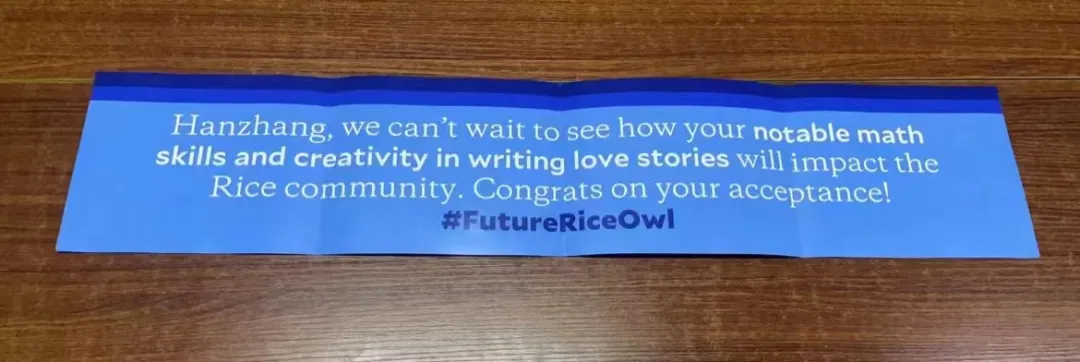 Hanzhang, we can't wait to see how your notable math
skills and creativity in writing love stories will impact the
Rice community. Congrats on your acceptance!
#FutureRiceOwl